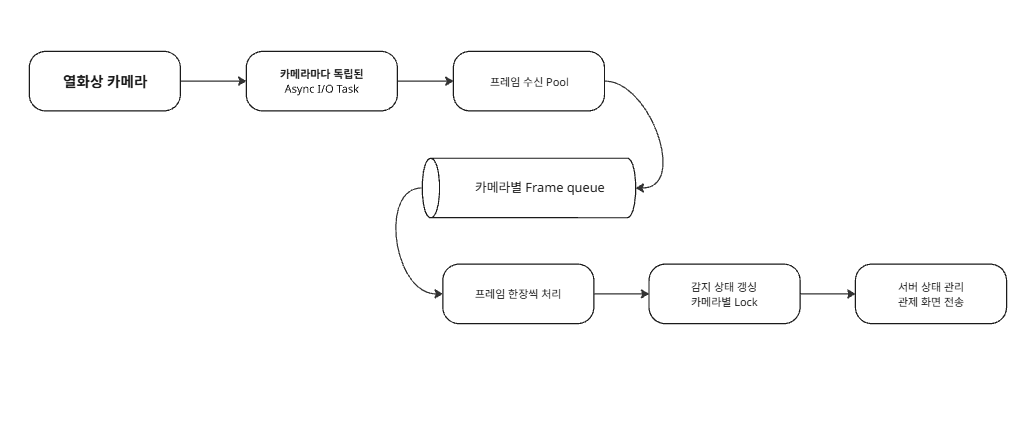 열화상 카메라
카메라마다 독립된
Async I/O Task
프레임 수신 Pool
카메라별 Frame queue
프레임 한장씩 처리
감지 상태 갱싱
카메라별 Lock
서버 상태 관리
관제 화면 전송